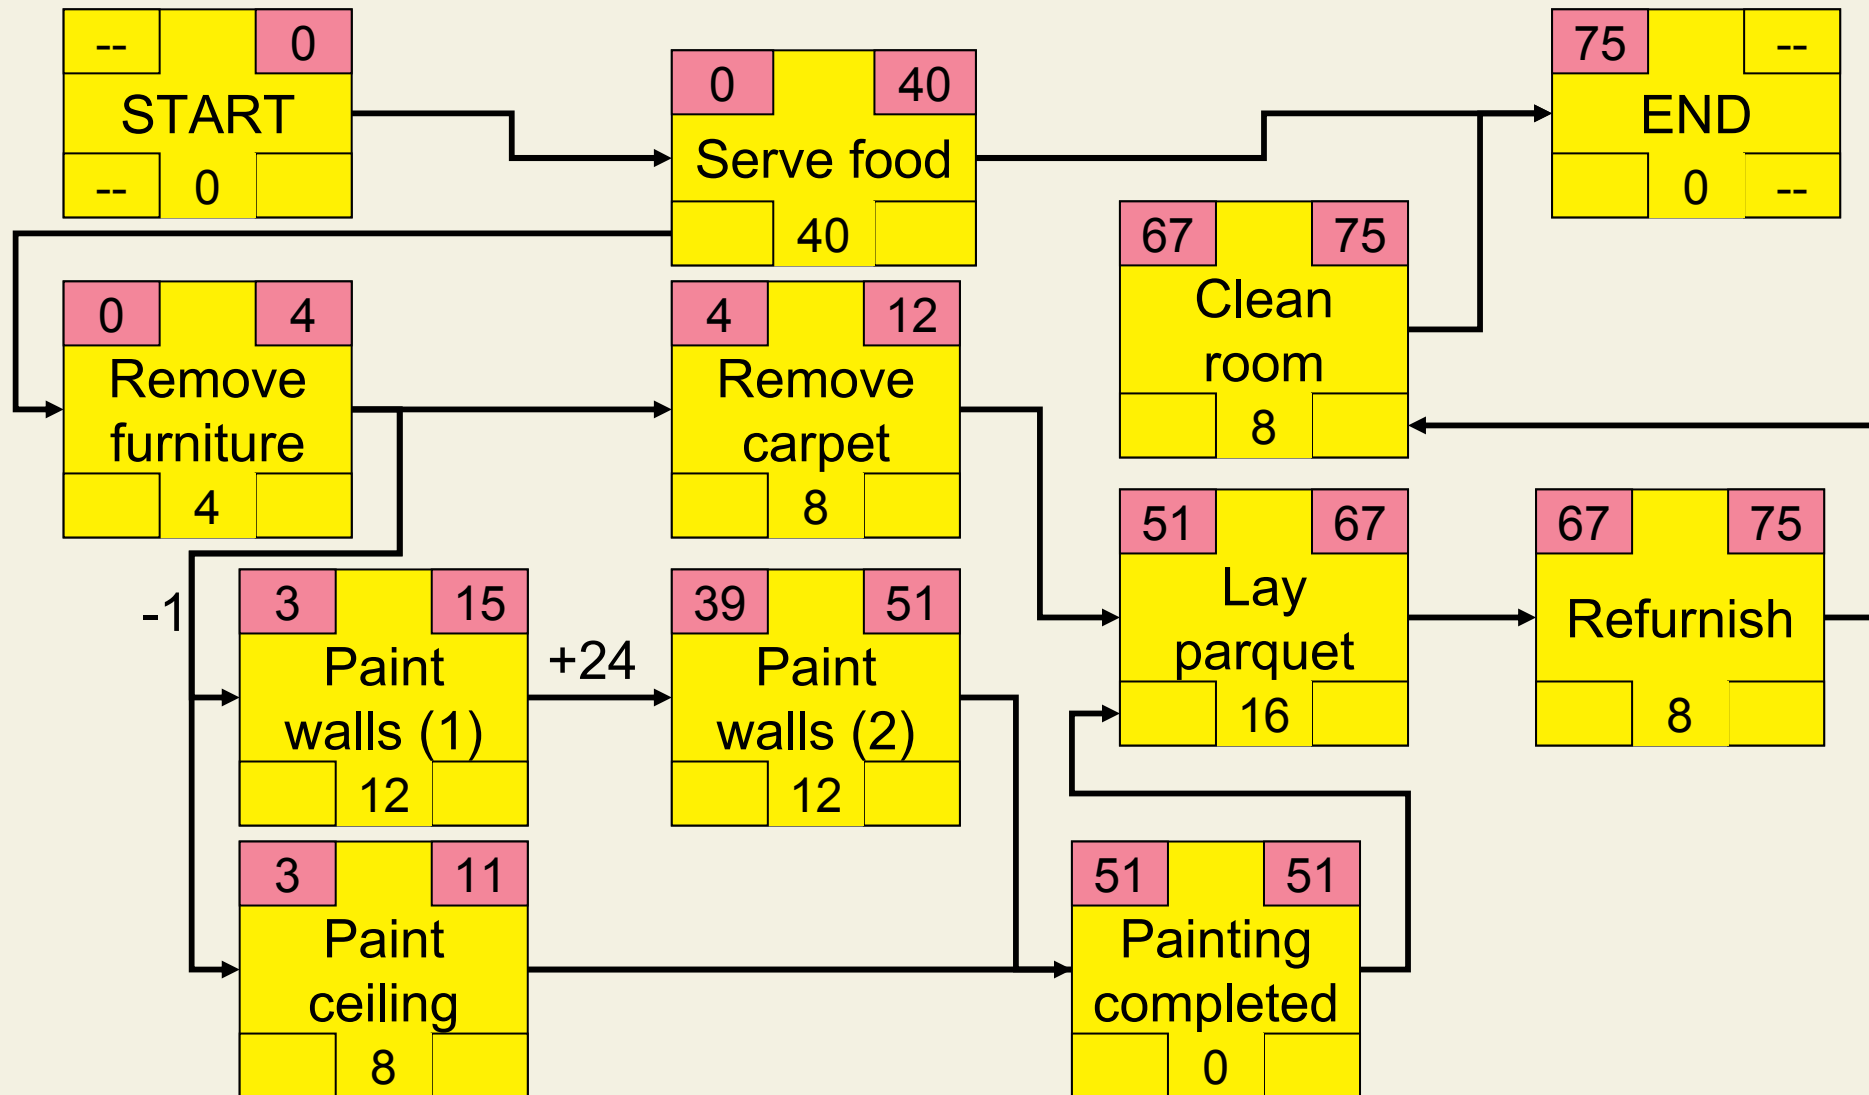 -- 0
START
-- 0
0 40
Serve food
40
75 --
END
0 --
67 75
Clean
room
8
0 4
Remove
furniture
4
4 12
Remove
carpet
8
51 67
Lay
parquet
16
67 75
Refurnish
8
-1
3 15
Paint
walls (1)
12
+24
39 51
Paint
walls (2)
12
3 11
Paint
ceiling
8
51 51
Painting
completed
0